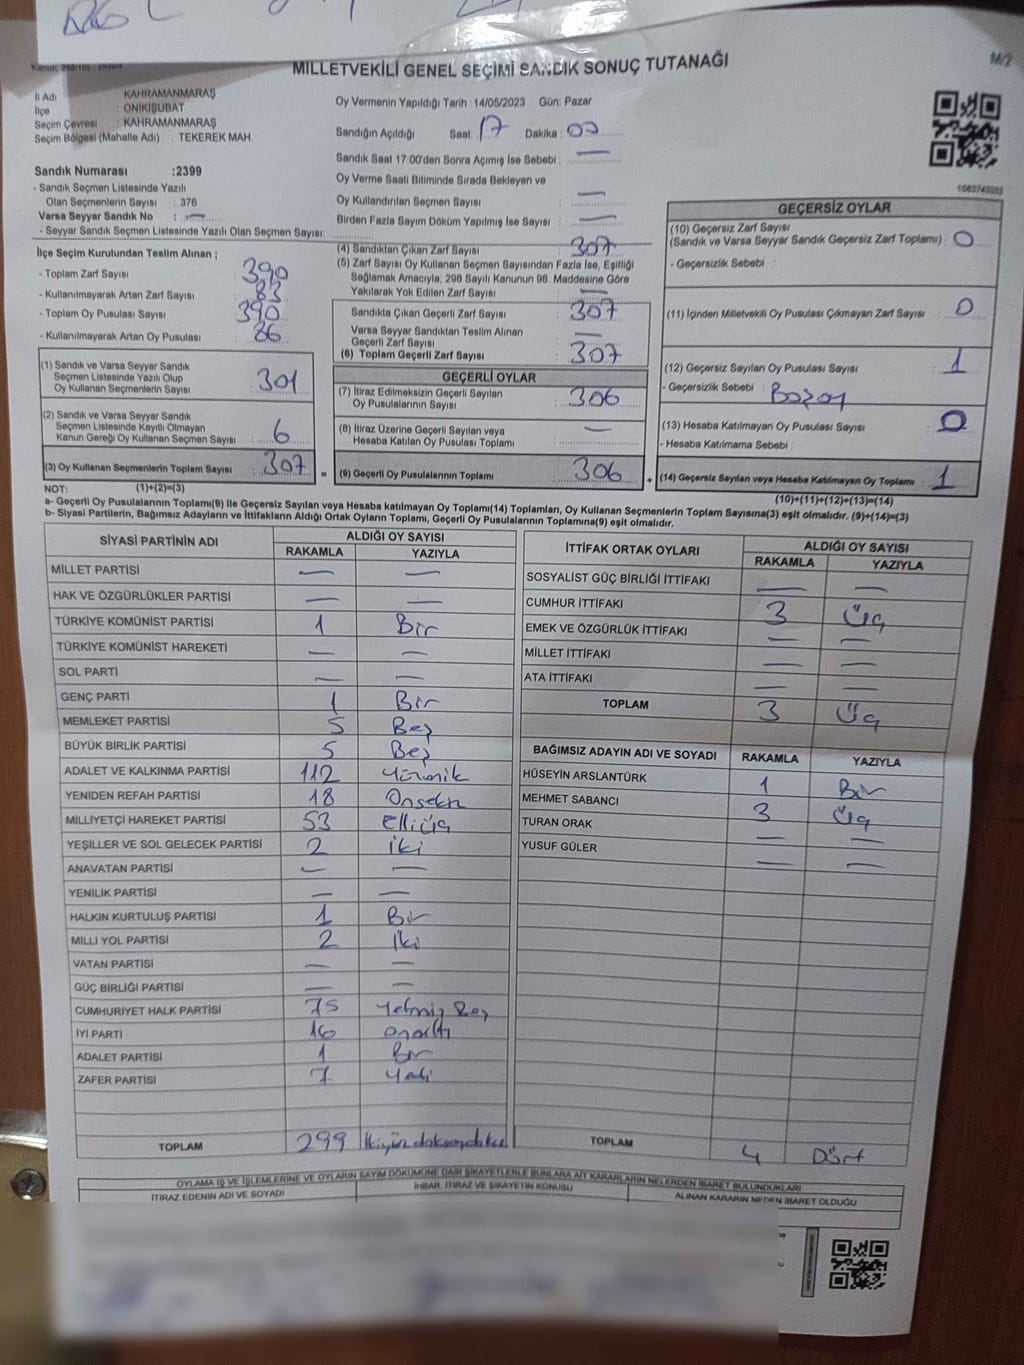 MİLLETVEKİLİ GENEL SEÇİMİ SANDIK SONUÇ TUTANAĞI
İl Adı : KAHRAMANMARAŞ
İlçe : ONİKİŞUBAT
Seçim Çevresi : KAHRAMANMARAŞ
Seçim Bölgesi (Mahalle Adı) : TEKEREK MAH.
Sandık Numarası :2399
- Sandık Seçmen Listesinde Yazılı
Olan Seçmenlerin Sayısı : 376
Varsa Seyyar Sandık No : —
- Seyyar Sandık Seçmen Listesinde Yazılı Olan Seçmen Sayısı:
Oy Vermenin Yapıldığı Tarih : 14/05/2023 Gün: Pazar
Sandığın Açıldığı Saat: 17 Dakika : 00
Sandık Saat 17:00'den Sonra Açmış İse Sebebi : —
Oy Verme Saati Bitiminde Sırada Bekleyen ve
Oy Kullandırılan Seçmen Sayısı : —
Birden Fazla Sayım Döküm Yapılmış İse Sayısı : —
İlçe Seçim Kurulundan Teslim Alınan ;
- Toplam Zarf Sayısı : 390
- Kullanılmayarak Artan Zarf Sayısı : 83
- Toplam Oy Pusulası Sayısı : 390
- Kullanılmayarak Artan Oy Pusulası : 86
(1) Sandık ve Varsa Seyyar Sandık
Seçmen Listesinde Yazılı Olup
Oy Kullanan Seçmenlerin Sayısı : 301
(2) Sandık ve Varsa Seyyar Sandık
Seçmen Listesinde Kayıtlı Olmayan
Kanun Gereği Oy Kullanan Seçmen Sayısı : 6
(3) Oy Kullanan Seçmenlerin Toplam Sayısı : 307
(4) Sandıktan Çıkan Zarf Sayısı : 307
(5) Zarf Sayısı Oy Kullanan Seçmen Sayısından Fazla İse, Eşitliği
Sağlamak Amacıyla, 298 Sayılı Kanunun 98. Maddesine Göre
Yakılarak Yok Edilen Zarf Sayısı : —
Sandıkta Çıkan Geçerli Zarf Sayısı : 307
Varsa Seyyar Sandıktan Teslim Alınan
Geçerli Zarf Sayısı : —
(6) Toplam Geçerli Zarf Sayısı : 307
GEÇERLİ OYLAR
(7) İtiraz Edilmeksizin Geçerli Sayılan
Oy Pusulalarının Sayısı : 306
(8) İtiraz Üzerine Geçerli Sayılan veya
Hesaba Katılan Oy Pusulası Toplamı : —
= (9) Geçerli Oy Pusulalarının Toplamı : 306
GEÇERSİZ OYLAR
(10) Geçersiz Zarf Sayısı
(Sandık ve Varsa Seyyar Sandık Geçersiz Zarf Toplamı) : 0
- Geçersizlik Sebebi :
(11) İçinden Milletvekili Oy Pusulası Çıkmayan Zarf Sayısı : 0
(12) Geçersiz Sayılan Oy Pusulası Sayısı : 1
- Geçersizlik Sebebi :
(13) Hesaba Katılmayan Oy Pusulası Sayısı : 0
- Hesaba Katılmama Sebebi :
+ (14) Geçersiz Sayılan veya Hesaba Katılmayan Oy Toplamı : 1
NOT: (1)+(2)=(3) (10)+(11)+(12)+(13)=(14)
a- Geçerli Oy Pusulalarının Toplamı(9) ile Geçersiz Sayılan veya Hesaba katılmayan Oy Toplamı(14) Toplamları, Oy Kullanan Seçmenlerin Toplam Sayısına(3) eşit olmalıdır. (9)+(14)=(3)
b- Siyasi Partilerin, Bağımsız Adayların ve İttifakların Aldığı Ortak Oyların Toplamı, Geçerli Oy Pusulalarının Toplamına(9) eşit olmalıdır.
SİYASİ PARTİNİN ADI ALDIĞI OY SAYISI
RAKAMLA YAZIYLA
MİLLET PARTİSİ — —
HAK VE ÖZGÜRLÜKLER PARTİSİ — —
TÜRKİYE KOMÜNİST PARTİSİ 1 Bir
TÜRKİYE KOMÜNİST HAREKETİ — —
SOL PARTİ — —
GENÇ PARTİ 1 Bir
MEMLEKET PARTİSİ 5 Beş
BÜYÜK BİRLİK PARTİSİ 5 Beş
ADALET VE KALKINMA PARTİSİ 112
YENİDEN REFAH PARTİSİ 18 Onsekiz
MİLLİYETÇİ HAREKET PARTİSİ 53 Elliüç
YEŞİLLER VE SOL GELECEK PARTİSİ 2 İki
ANAVATAN PARTİSİ — —
YENİLİK PARTİSİ — —
HALKIN KURTULUŞ PARTİSİ 1 Bir
MİLLİ YOL PARTİSİ 2 İki
VATAN PARTİSİ — —
GÜÇ BİRLİĞİ PARTİSİ — —
CUMHURİYET HALK PARTİSİ 75 Yetmiş Beş
İYİ PARTİ 16 Onaltı
ADALET PARTİSİ 1 Bir
ZAFER PARTİSİ 7 Yedi
TOPLAM 299
İTTİFAK ORTAK OYLARI ALDIĞI OY SAYISI
RAKAMLA YAZIYLA
SOSYALİST GÜÇ BİRLİĞİ İTTİFAKI — —
CUMHUR İTTİFAKI 3 Üç
EMEK VE ÖZGÜRLÜK İTTİFAKI — —
MİLLET İTTİFAKI — —
ATA İTTİFAKI — —
TOPLAM 3 Üç
BAĞIMSIZ ADAYIN ADI VE SOYADI RAKAMLA YAZIYLA
HÜSEYİN ARSLANTÜRK 1 Bir
MEHMET SABANCI 3 Üç
TURAN ORAK — —
YUSUF GÜLER — —
TOPLAM 4 Dört
OYLAMA İŞ VE İŞLEMLERİNE VE OYLARIN SAYIM DÖKÜMÜNE DAİR ŞİKAYETLERLE BUNLARA AİT KARARLARIN NELERDEN İBARET BULUNDUKLARI
İTİRAZ EDENİN ADI VE SOYADI İHBAR, İTİRAZ VE ŞİKAYETİN KONUSU ALINAN KARARIN NEDEN İBARET OLDUĞU